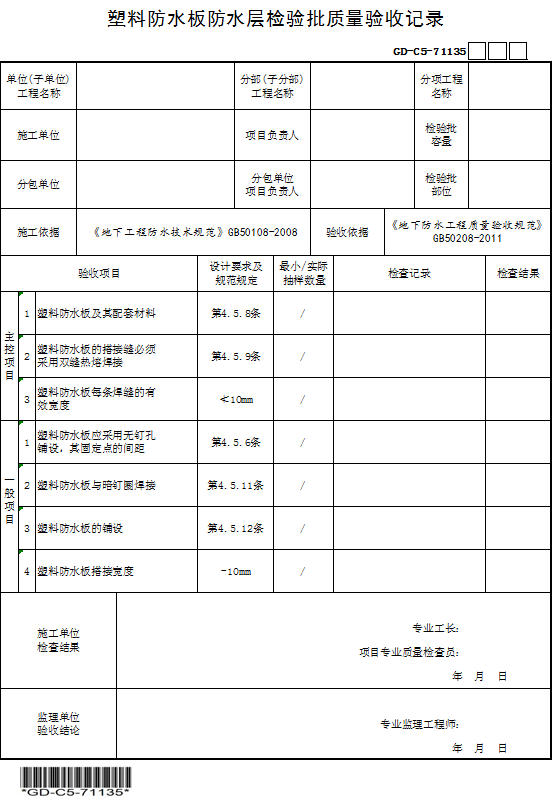 塑料防水板防水层检验批质量验收记录
GD-C5-71135
单位(子单位)
工程名称
分部(子分部)
工程名称
分项工程
名称
施工单位
项目负责人
检验批
容量
分包单位
分包单位
项目负责人
检验批
部位
施工依据
《地下工程防水技术规范》GB50108-2008
验收依据
《地下防水工程质量验收规范》
GB50208-2011
验收项目
设计要求及
规范规定
最小/实际
抽样数量
检查记录
检查结果
主控项目
1 塑料防水板及其配套材料 第4.5.8条 /
2 塑料防水板的搭接缝必须
采用双缝热熔焊接 第4.5.9条 /
3 塑料防水板每条焊缝的有
效宽度 ≮10mm /
一般项目
1 塑料防水板应采用无钉孔
铺设，其固定点的间距 第4.5.6条 /
2 塑料防水板与暗钉圈焊接 第4.5.11条 /
3 塑料防水板的铺设 第4.5.12条 /
4 塑料防水板搭接宽度 -10mm /
施工单位
检查结果
专业工长：
项目专业质量检查员：
年 月 日
监理单位
验收结论
专业监理工程师：
年 月 日
*GD-C5-71135*